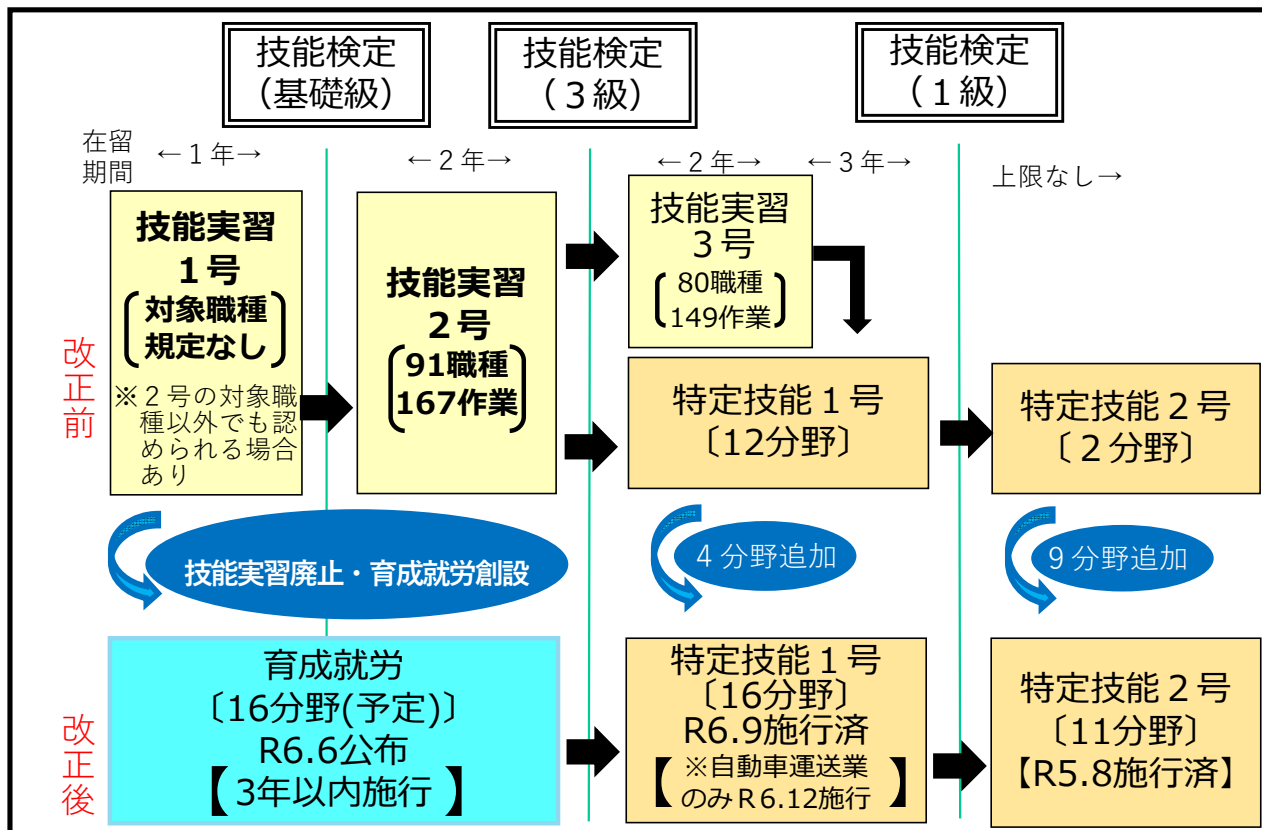 技能検定
（基礎級）
技能検定
（３級）
技能検定
（１級）
在留
期間
←１年→
←２年→
←２年→
←３年→
上限なし→
改正前
技能実習
１号
対象職種
規定なし
※２号の対象職
種以外でも認
められる場合
あり
技能実習
２号
91職種
167作業
技能実習
３号
80職種
149作業
特定技能１号
〔12分野〕
特定技能２号
〔２分野〕
技能実習廃止・育成就労創設
４分野追加
９分野追加
改正後
育成就労
〔16分野(予定)〕
R6.6公布
【3年以内施行】
特定技能１号
〔16分野〕
R6.9施行済
【※自動車運送業
のみＲ6.12施行】
特定技能２号
〔11分野〕
【R5.8施行済】